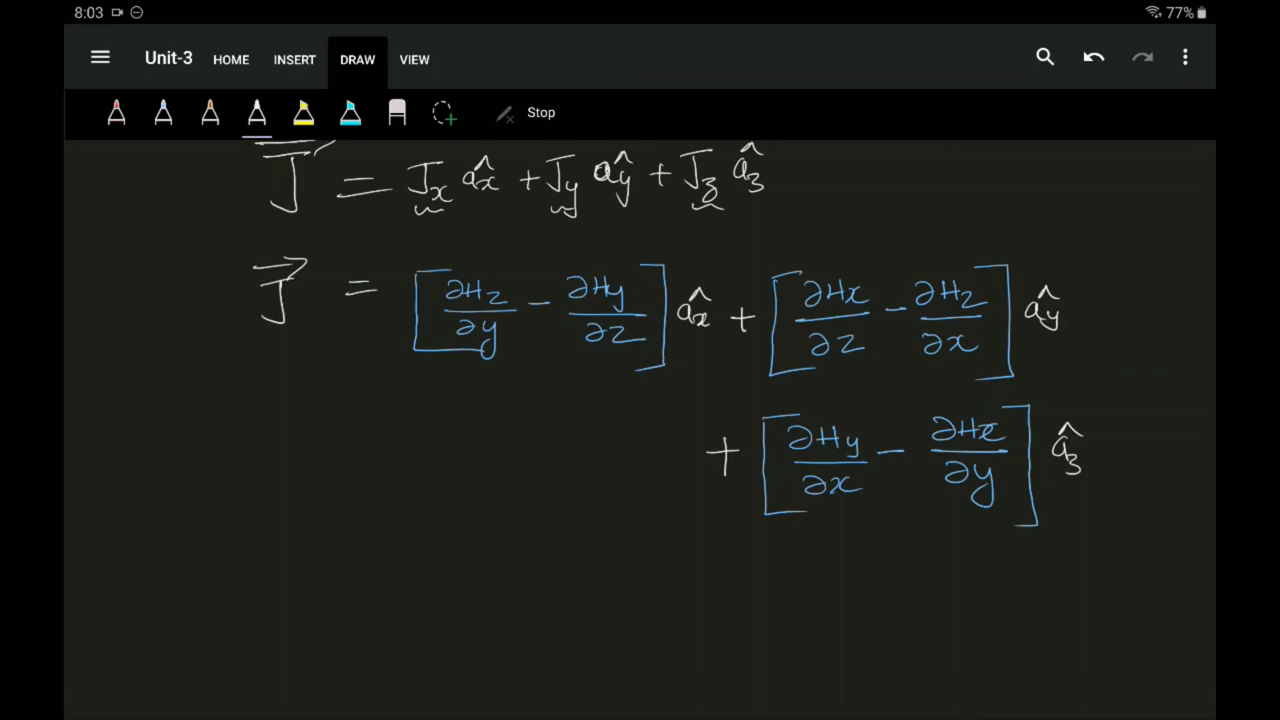 8:03 77%
Unit-3 HOME INSERT DRAW VIEW
Stop
J⃗ = Jx âx + Jy ây + Jz âz
J⃗ = [∂Hz/∂y − ∂Hy/∂z] âx + [∂Hx/∂z − ∂Hz/∂x] ây
+ [∂Hy/∂x − ∂Hx/∂y] âz